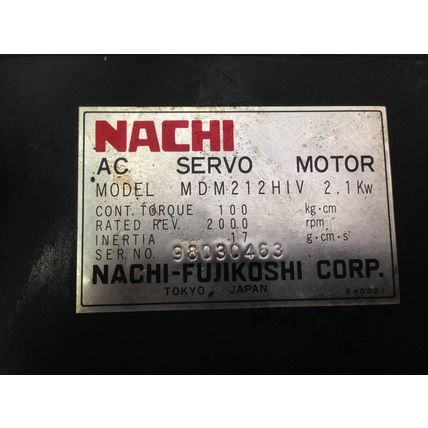 NACHI
AC SERVO MOTOR
MODEL MDM212HIV 2.1Kw
CONT. TORQUE 100 kg·cm
RATED REV. 2000 rpm
INERTIA 17 g·cm·s²
SER. NO. 98030463
NACHI-FUJIKOSHI CORP.
TOKYO JAPAN